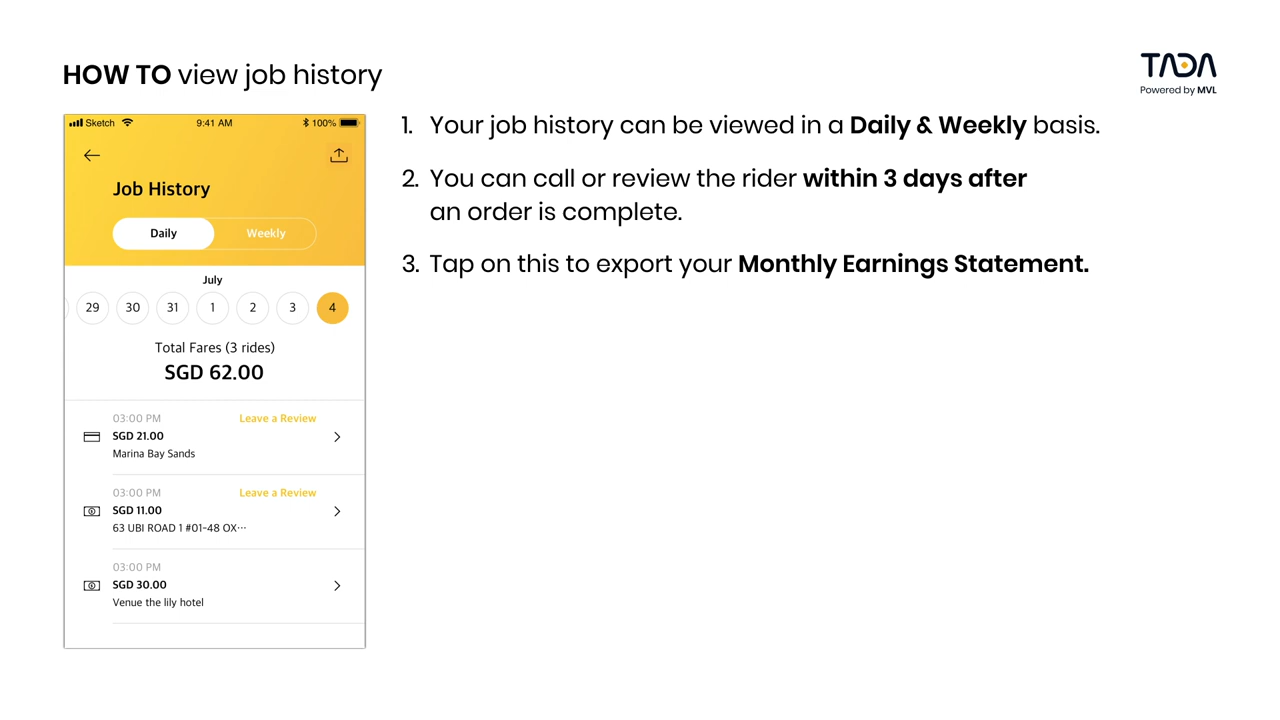 HOW TO view job history
TADA
Powered by MVL
Sketch 9:41 AM 100%
Job History
Daily Weekly
July
29 30 31 1 2 3 4
Total Fares (3 rides)
SGD 62.00
03:00 PM Leave a Review
SGD 21.00
Marina Bay Sands
03:00 PM Leave a Review
SGD 11.00
63 UBI ROAD 1 #01-48 OX···
03:00 PM
SGD 30.00
Venue the lily hotel
1. Your job history can be viewed in a Daily & Weekly basis.
2. You can call or review the rider within 3 days after
an order is complete.
3. Tap on this to export your Monthly Earnings Statement.